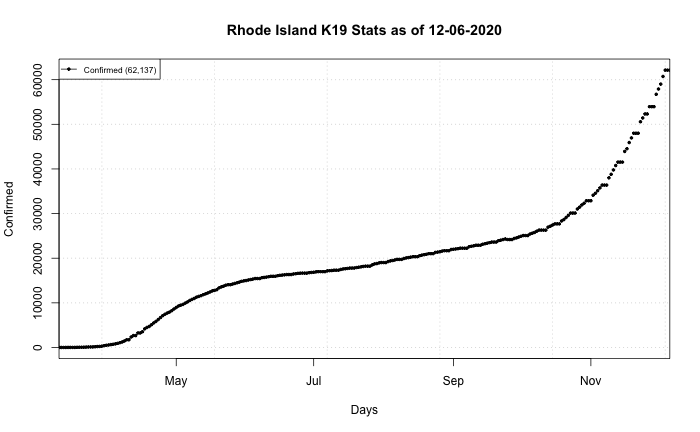 Rhode Island K19 Stats as of 12-06-2020
Confirmed (62,137)
Confirmed
60000
50000
40000
30000
20000
10000
0
May Jul Sep Nov
Days